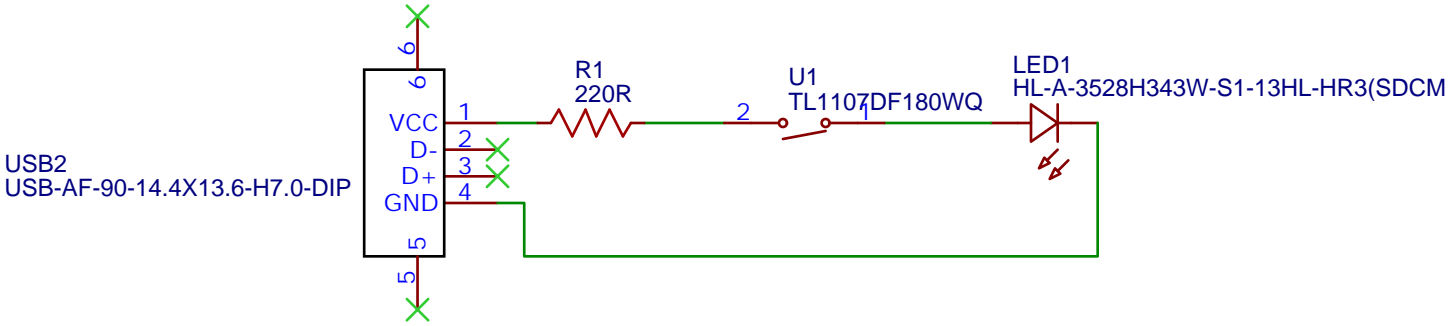 6
6
R1
220R
U1
TL1107DF180WQ
LED1
HL-A-3528H343W-S1-13HL-HR3(SDCM
VCC 1
2
1
D- 2
D+ 3
GND 4
USB2
USB-AF-90-14.4X13.6-H7.0-DIP
5
5